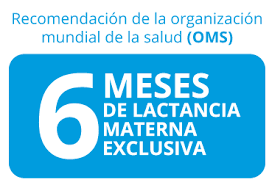 Recomendación de la organización
mundial de la salud (OMS)
6 MESES
DE LACTANCIA
MATERNA
EXCLUSIVA